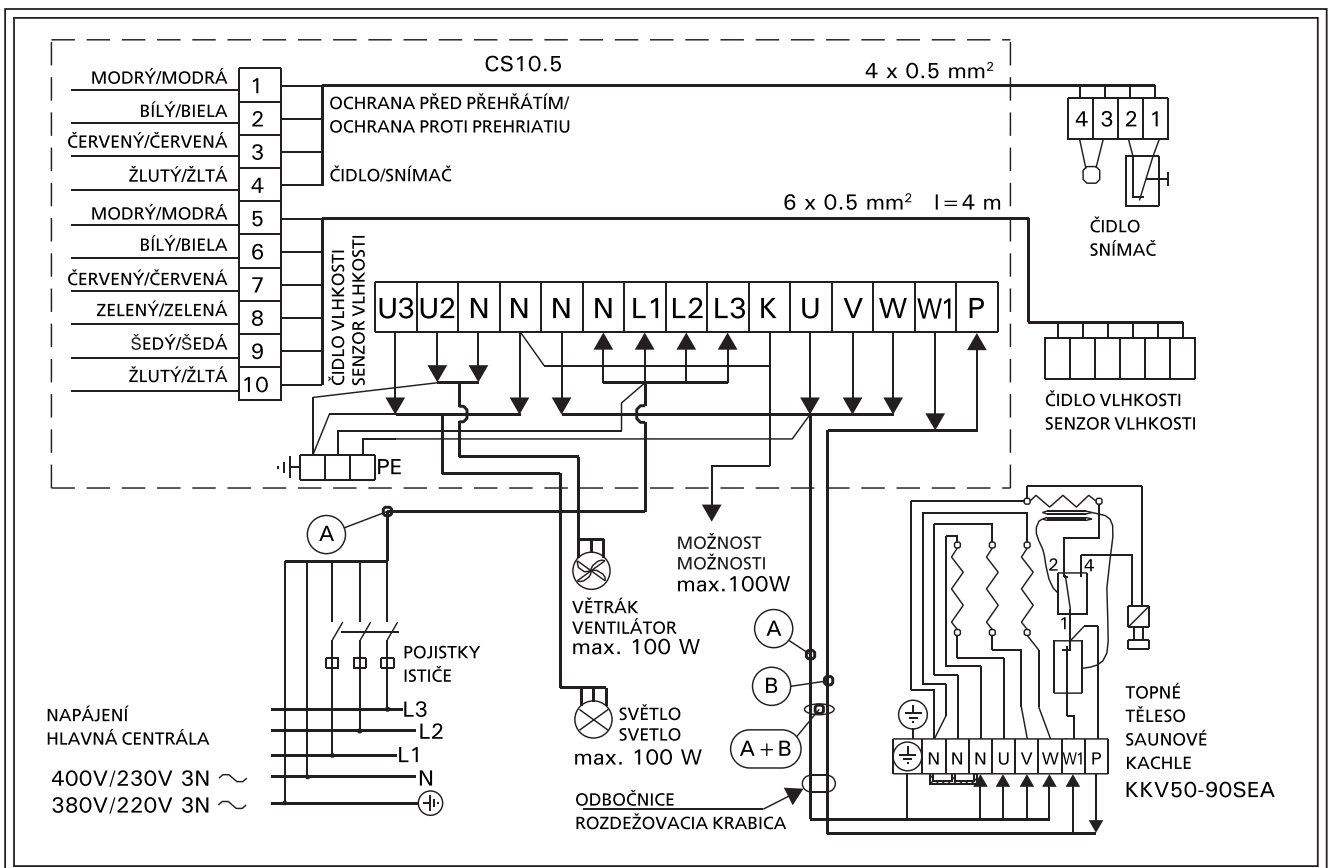 CS10.5
4 x 0.5 mm²
MODRÝ/MODRÁ 1
BÍLÝ/BIELA 2
ČERVENÝ/ČERVENÁ 3
ŽLUTÝ/ŽLTÁ 4
MODRÝ/MODRÁ 5
BÍLÝ/BIELA 6
ČERVENÝ/ČERVENÁ 7
ZELENÝ/ZELENÁ 8
ŠEDÝ/ŠEDÁ 9
ŽLUTÝ/ŽLTÁ 10
OCHRANA PŘED PŘEHŘÁTÍM/
OCHRANA PROTI PREHRIATIU
ČIDLO/SNÍMAČ
4 3 2 1
ČIDLO
SNÍMAČ
6 x 0.5 mm² l=4 m
ČIDLO VLHKOSTI
SENZOR VLHKOSTI
U3 U2 N N N N L1 L2 L3 K U V W W1 P
ČIDLO VLHKOSTI
SENZOR VLHKOSTI
PE
A
MOŽNOST
MOŽNOSTI
max.100W
VĚTRÁK
VENTILÁTOR
max. 100 W
POJISTKY
ISTIČE
SVĚTLO
SVETLO
max. 100 W
NAPÁJENÍ
HLAVNÁ CENTRÁLA
400V/230V 3N
380V/220V 3N
L3
L2
L1
N
A
B
A+B
ODBOČNICE
ROZDEŽOVACIA KRABICA
2 4
1
N N N U V W W1 P
TOPNÉ
TĚLESO
SAUNOVÉ
KACHLE
KKV50-90SEA